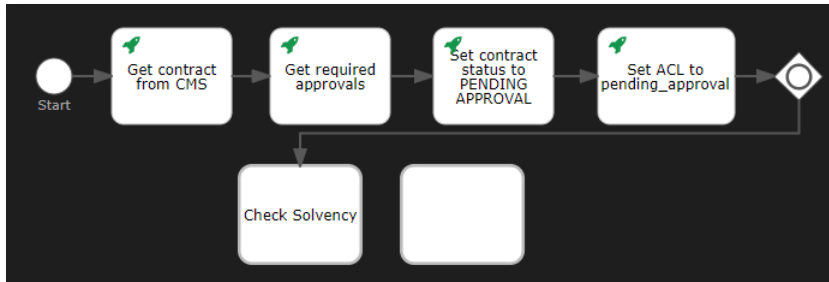 Get contract
from CMS
Get required
approvals
Set contract
status to
PENDING
APPROVAL
Set ACL to
pending_approval
Start
Check Solvency